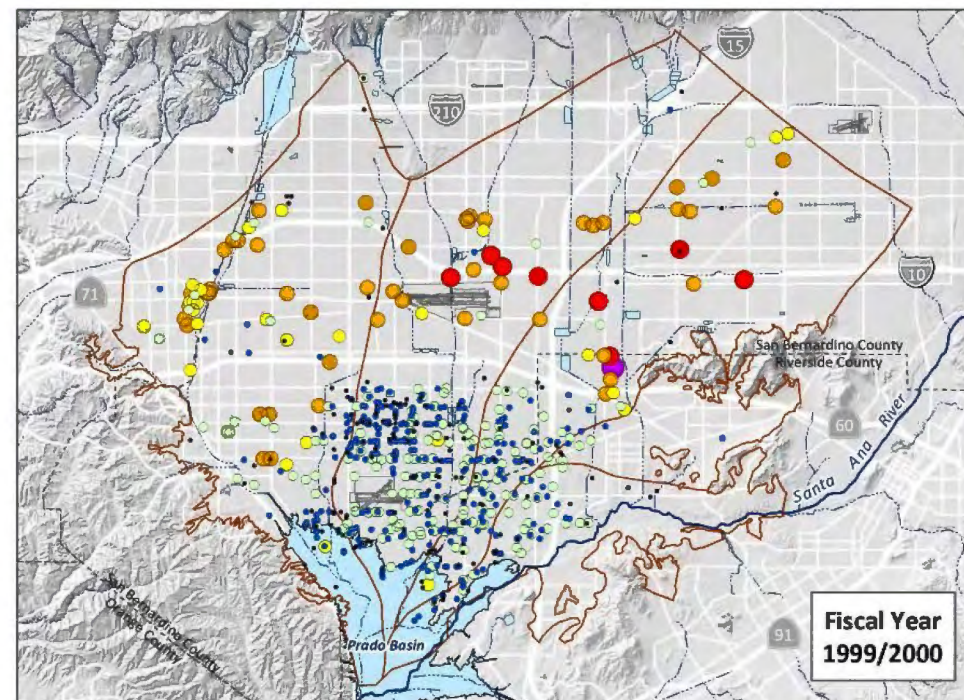 15
210
71
10
San Bernardino County
Riverside County
60
Santa Ana River
San Bernardino County
Orange County
Prado Basin
91
Fiscal Year
1999/2000